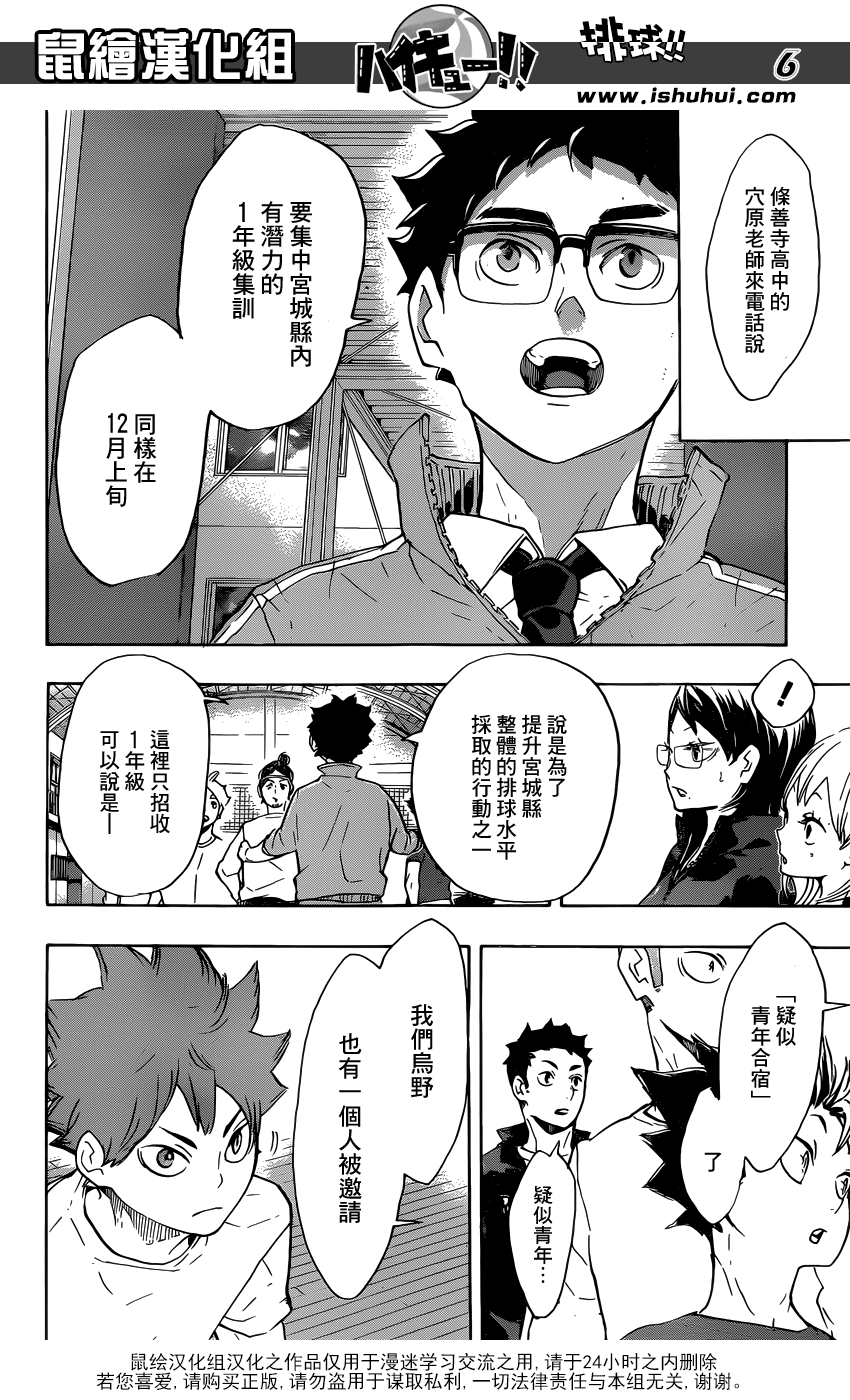 鼠繪漢化組
ハイキュー!!
排球!!
6
www.ishuhui.com
條善寺高中的
穴原老師來電話說
要集中宮城縣內
有潛力的
1年級集訓
同樣在
12月上旬
!
說是為了
提升宮城縣
整體的排球水平
採取的行動之一
這裡只招收
1年級
可以說是—
「疑似
青年合宿」
了
疑似青年…
我們烏野
也有一個人被邀請
鼠绘汉化组汉化之作品仅用于漫迷学习交流之用,请于24小时之内删除
若您喜爱,请购买正版,请勿盗用于谋取私利,一切法律责任与本组无关,谢谢。